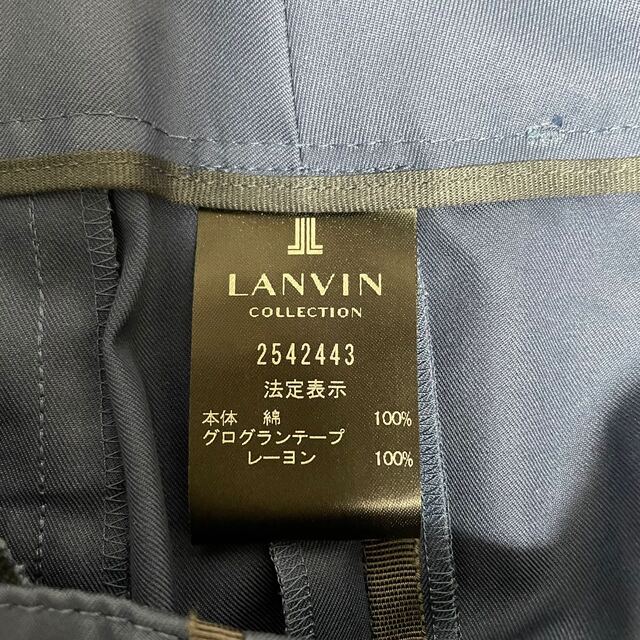 LANVIN
COLLECTION
2542443
法定表示
本体 綿 100%
グログランテープ
レーヨン 100%